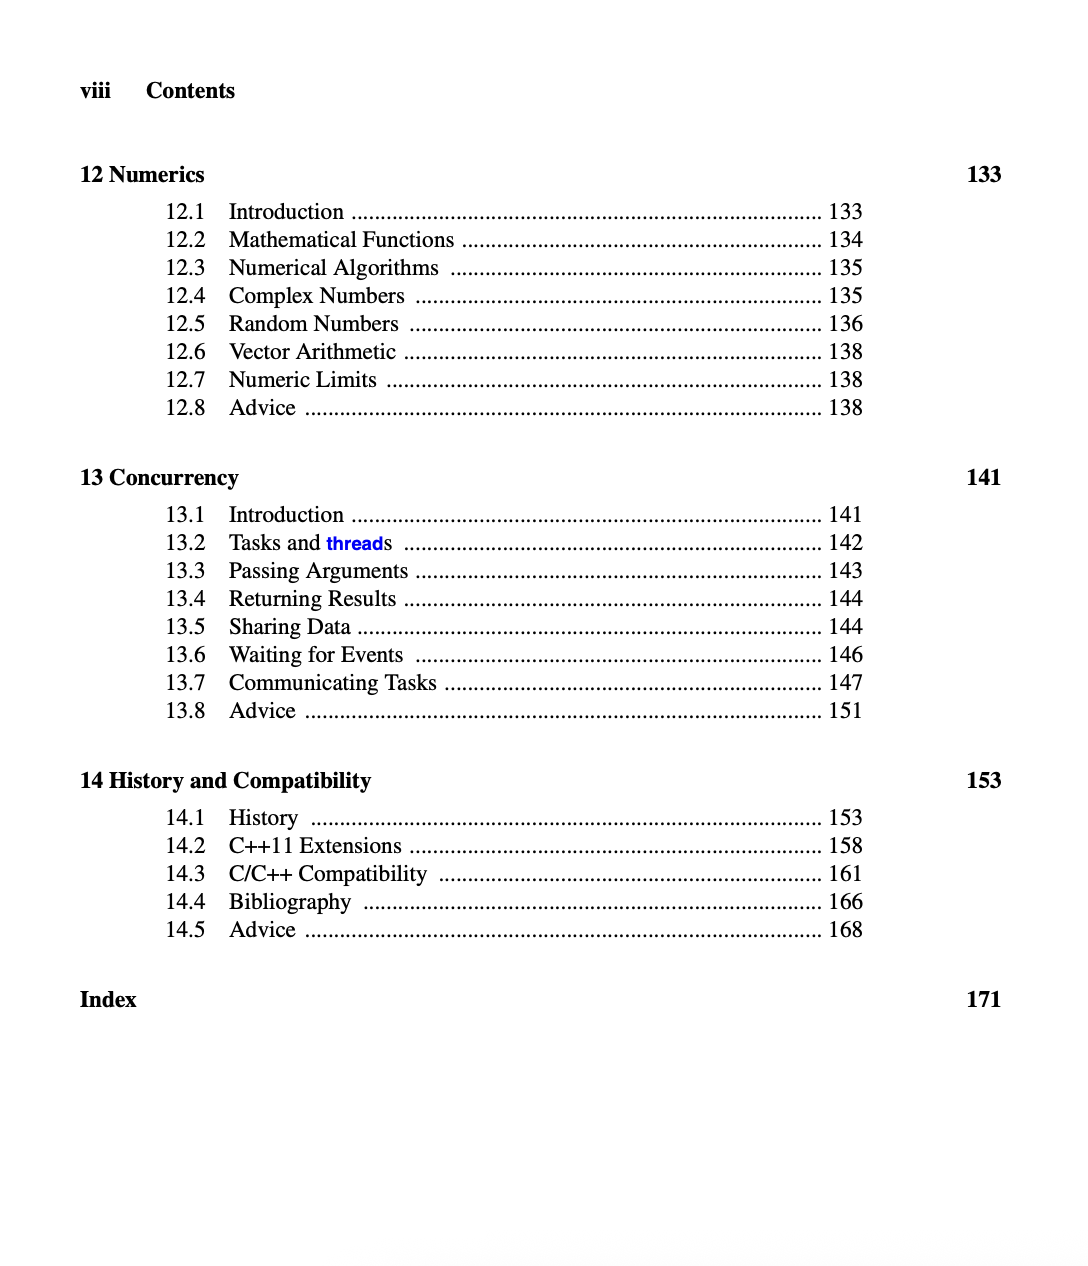 viii Contents
12 Numerics 133
12.1 Introduction ................................................................................. 133
12.2 Mathematical Functions .............................................................. 134
12.3 Numerical Algorithms ................................................................ 135
12.4 Complex Numbers ...................................................................... 135
12.5 Random Numbers ....................................................................... 136
12.6 Vector Arithmetic ........................................................................ 138
12.7 Numeric Limits ........................................................................... 138
12.8 Advice ......................................................................................... 138
13 Concurrency 141
13.1 Introduction ................................................................................. 141
13.2 Tasks and threads ........................................................................ 142
13.3 Passing Arguments ...................................................................... 143
13.4 Returning Results ........................................................................ 144
13.5 Sharing Data ................................................................................ 144
13.6 Waiting for Events ...................................................................... 146
13.7 Communicating Tasks ................................................................. 147
13.8 Advice ......................................................................................... 151
14 History and Compatibility 153
14.1 History ........................................................................................ 153
14.2 C++11 Extensions ....................................................................... 158
14.3 C/C++ Compatibility .................................................................. 161
14.4 Bibliography ............................................................................... 166
14.5 Advice ......................................................................................... 168
Index 171